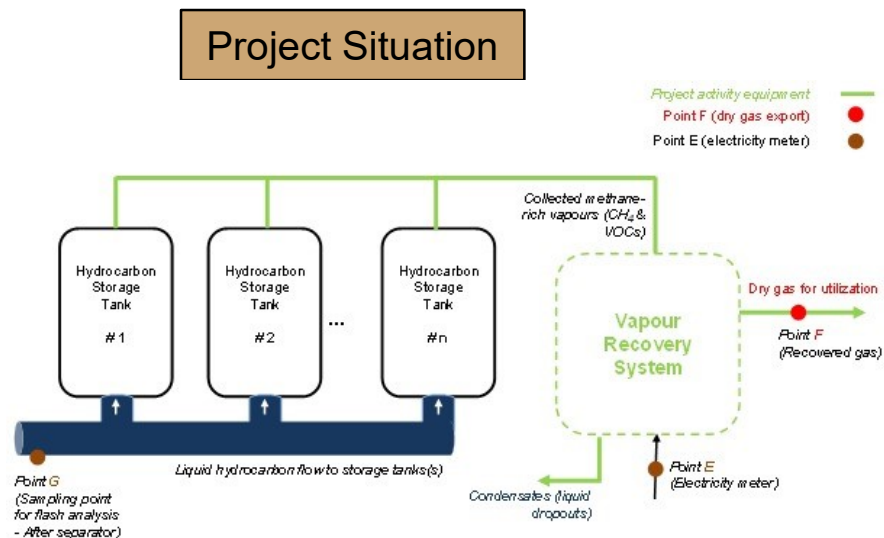 Project Situation
Project activity equipment
Point F (dry gas export)
Point E (electricity meter)
Collected methane-
rich vapours (CH₄ &
VOCs)
Hydrocarbon
Storage
Tank
#1
Hydrocarbon
Storage
Tank
#2
...
Hydrocarbon
Storage
Tank
#n
Vapour
Recovery
System
Dry gas for utilization
Point F
(Recovered gas)
Point G
(Sampling point
for flash analysis
- After separator)
Liquid hydrocarbon flow to storage tanks(s)
Condensates (liquid
dropouts)
Point E
(Electricity meter)